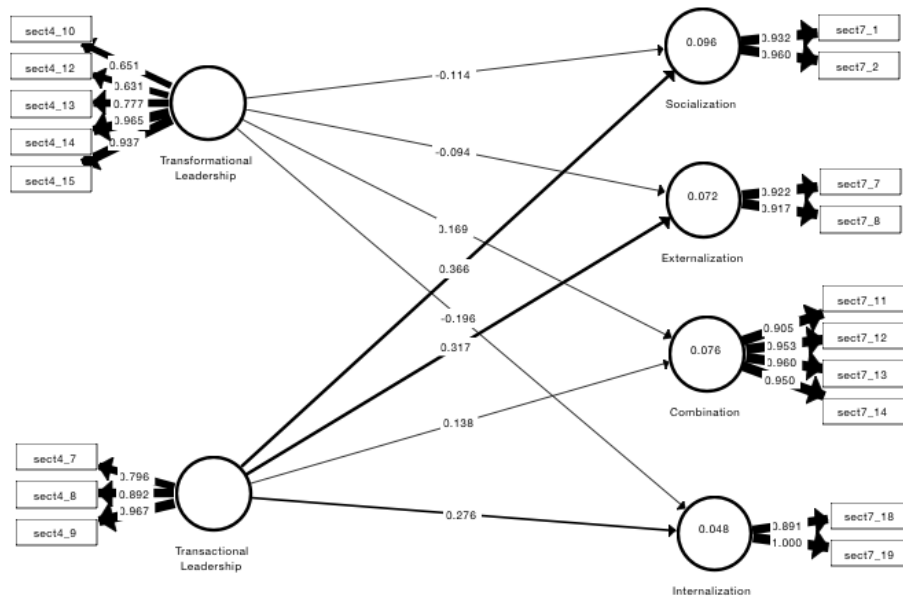 sect4_10
sect4_12
sect4_13
sect4_14
sect4_15
0.651
0.631
0.777
0.965
0.937
Transformational
Leadership
-0.114
-0.094
0.169
0.366
-0.196
0.317
0.138
0.276
sect4_7
sect4_8
sect4_9
0.796
0.892
0.967
Transactional
Leadership
0.096
Socialization
0.932
0.960
sect7_1
sect7_2
0.072
Externalization
0.922
0.917
sect7_7
sect7_8
0.076
Combination
0.905
0.953
0.960
0.950
sect7_11
sect7_12
sect7_13
sect7_14
0.048
Internalization
0.891
1.000
sect7_18
sect7_19